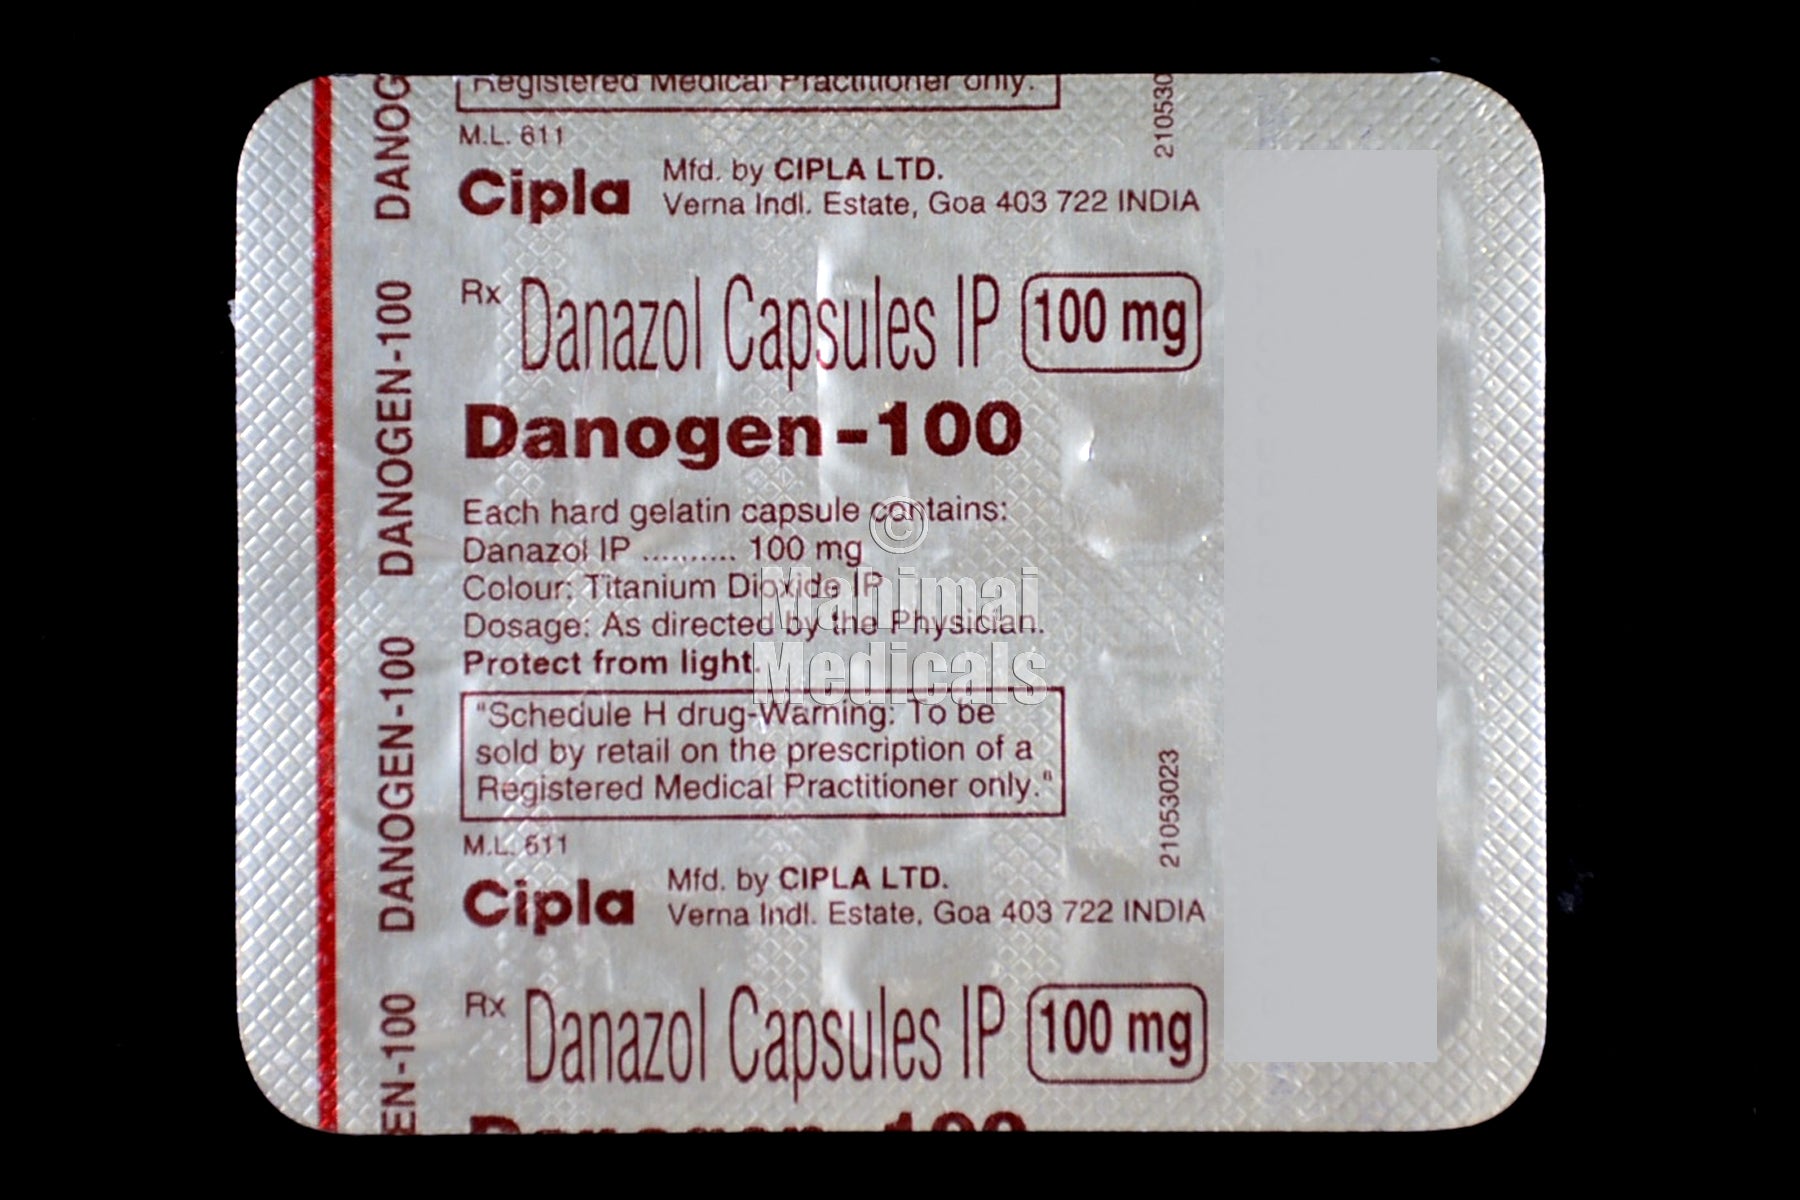 Registered Medical Practitioner only.
M.L. 611
Cipla
Mfd. by CIPLA LTD.
Verna Indl. Estate, Goa 403 722 INDIA
210530
Rx Danazol Capsules IP 100 mg
Danogen-100
Each hard gelatin capsule contains:
Danazol IP .......... 100 mg
Colour: Titanium Dioxide IP
Dosage: As directed by the Physician.
Protect from light.
"Schedule H drug-Warning: To be
sold by retail on the prescription of a
Registered Medical Practitioner only."
M.L. 611
Cipla
Mfd. by CIPLA LTD.
Verna Indl. Estate, Goa 403 722 INDIA
21053023
Rx Danazol Capsules IP 100 mg
Danogen-100
DANOG
DANOGEN-100
DANOGEN-100
EN-100
©
Mahimai
Medicals